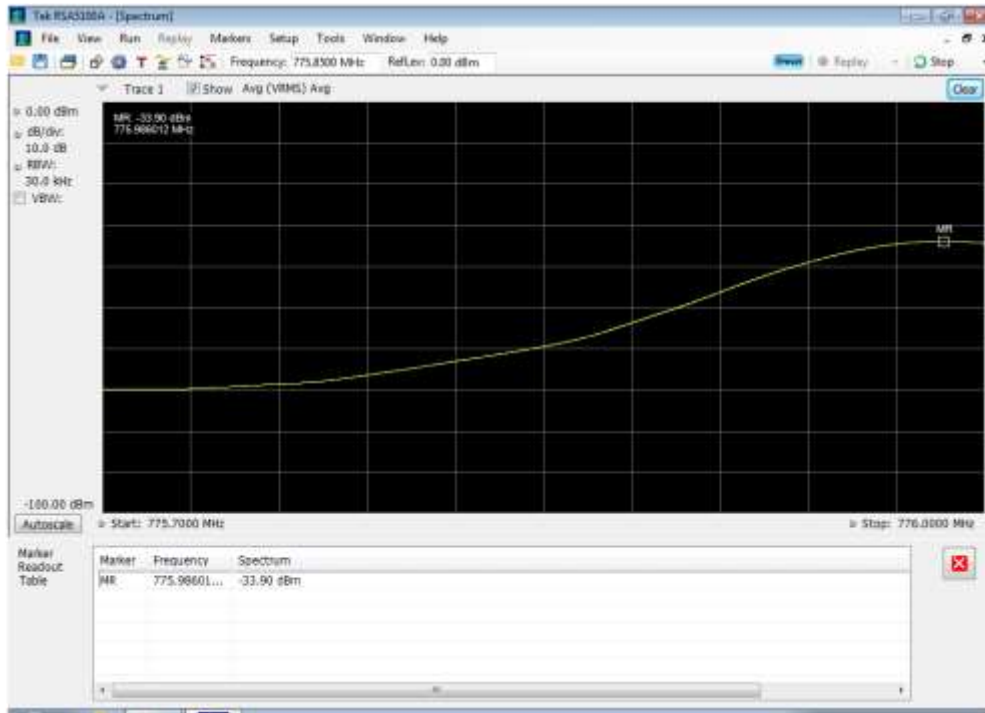 Tek RSA5100A - [Spectrum]
File View Run Replay Markers Setup Tools Window Help
Frequency: 775.8500 MHz RefLev: 0.00 dBm Preset Replay Stop
Trace 1 Show Avg (VRMS) Avg Clear
0.00 dBm
dB/div:
10.0 dB
RBW:
30.0 kHz
VBW:
MR: -33.90 dBm
775.986012 MHz
MR
-100.00 dBm
Autoscale Start: 775.7000 MHz Stop: 776.0000 MHz
Marker
Readout
Table
Marker Frequency Spectrum
MR 775.98601... -33.90 dBm